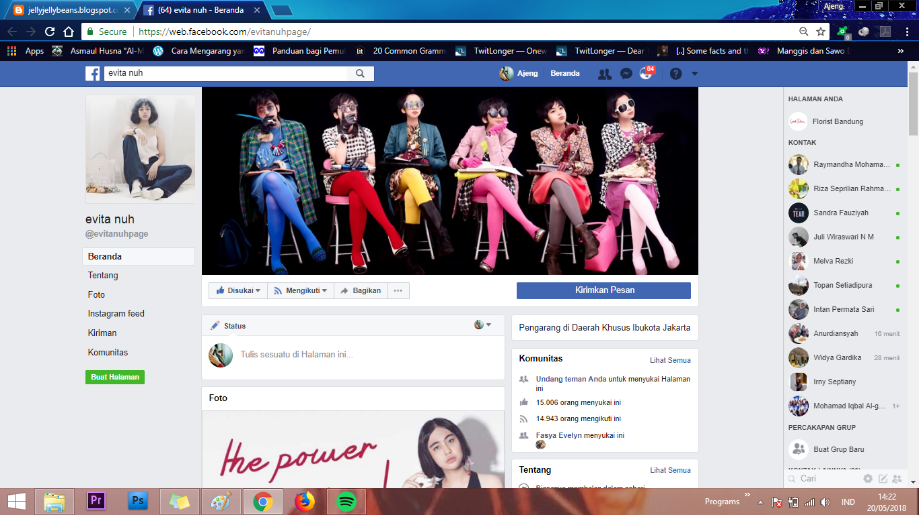 Ajeng
jellyjellybeans.blogspot.c
(64) evita nuh - Beranda
Secure | https://web.facebook.com/evitanuhpage/
Apps
Asmaul Husna "Al-M
Cara Mengarang yan
Panduan bagi Pemul
20 Common Gramm
TwitLonger — Onew
TwitLonger — Dear
[..] Some facts and th
Manggis dan Sawo
evita nuh
Ajeng
Beranda
64
evita nuh
@evitanuhpage
Beranda
Tentang
Foto
Instagram feed
Kiriman
Komunitas
Buat Halaman
Disukai
Mengikuti
Bagikan
Kirimkan Pesan
Status
Tulis sesuatu di Halaman ini...
Foto
the power
Pengarang di Daerah Khusus Ibukota Jakarta
Komunitas
Lihat Semua
Undang teman Anda untuk menyukai Halaman
ini
15.006 orang menyukai ini
14.943 orang mengikuti ini
Fasya Evelyn menyukai ini
Tentang
Lihat Semua
HALAMAN ANDA
Florist Bandung
KONTAK
Raymandha Mohama...
Riza Seprilian Rahma...
Sandra Fauziyah
Juli Wiraswari N M
Melva Rezki
Topan Setiadipura
Intan Permata Sari
Anurdiansyah
16 menit
Widya Gardika
28 menit
Irny Septiany
Mohamad Iqbal Al-g...
1+
PERCAKAPAN GRUP
Buat Grup Baru
Cari
Pr
Ps
Programs
IND
14:22
20/05/2018